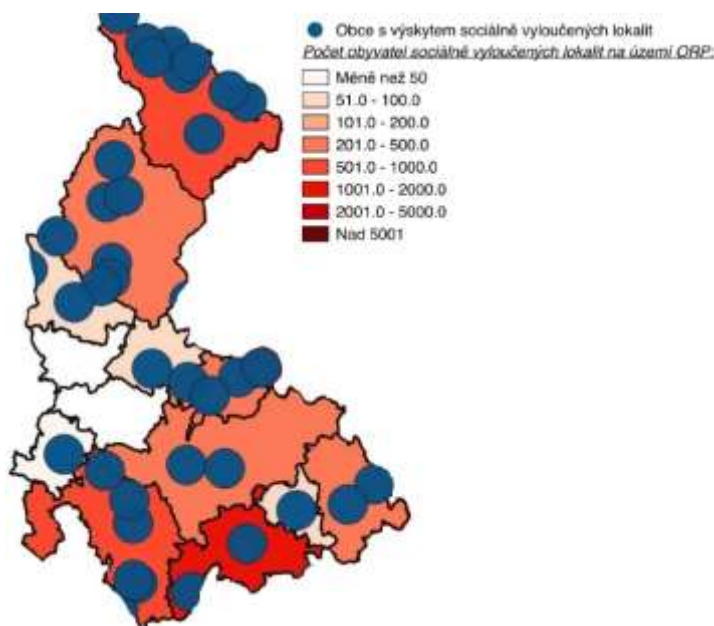 Obce s výskytem sociálně vyloučených lokalit
Počet obyvatel sociálně vyloučených lokalit na území ORP:
Méně než 50
51.0 - 100.0
101.0 - 200.0
201.0 - 500.0
501.0 - 1000.0
1001.0 - 2000.0
2001.0 - 5000.0
Nad 5001